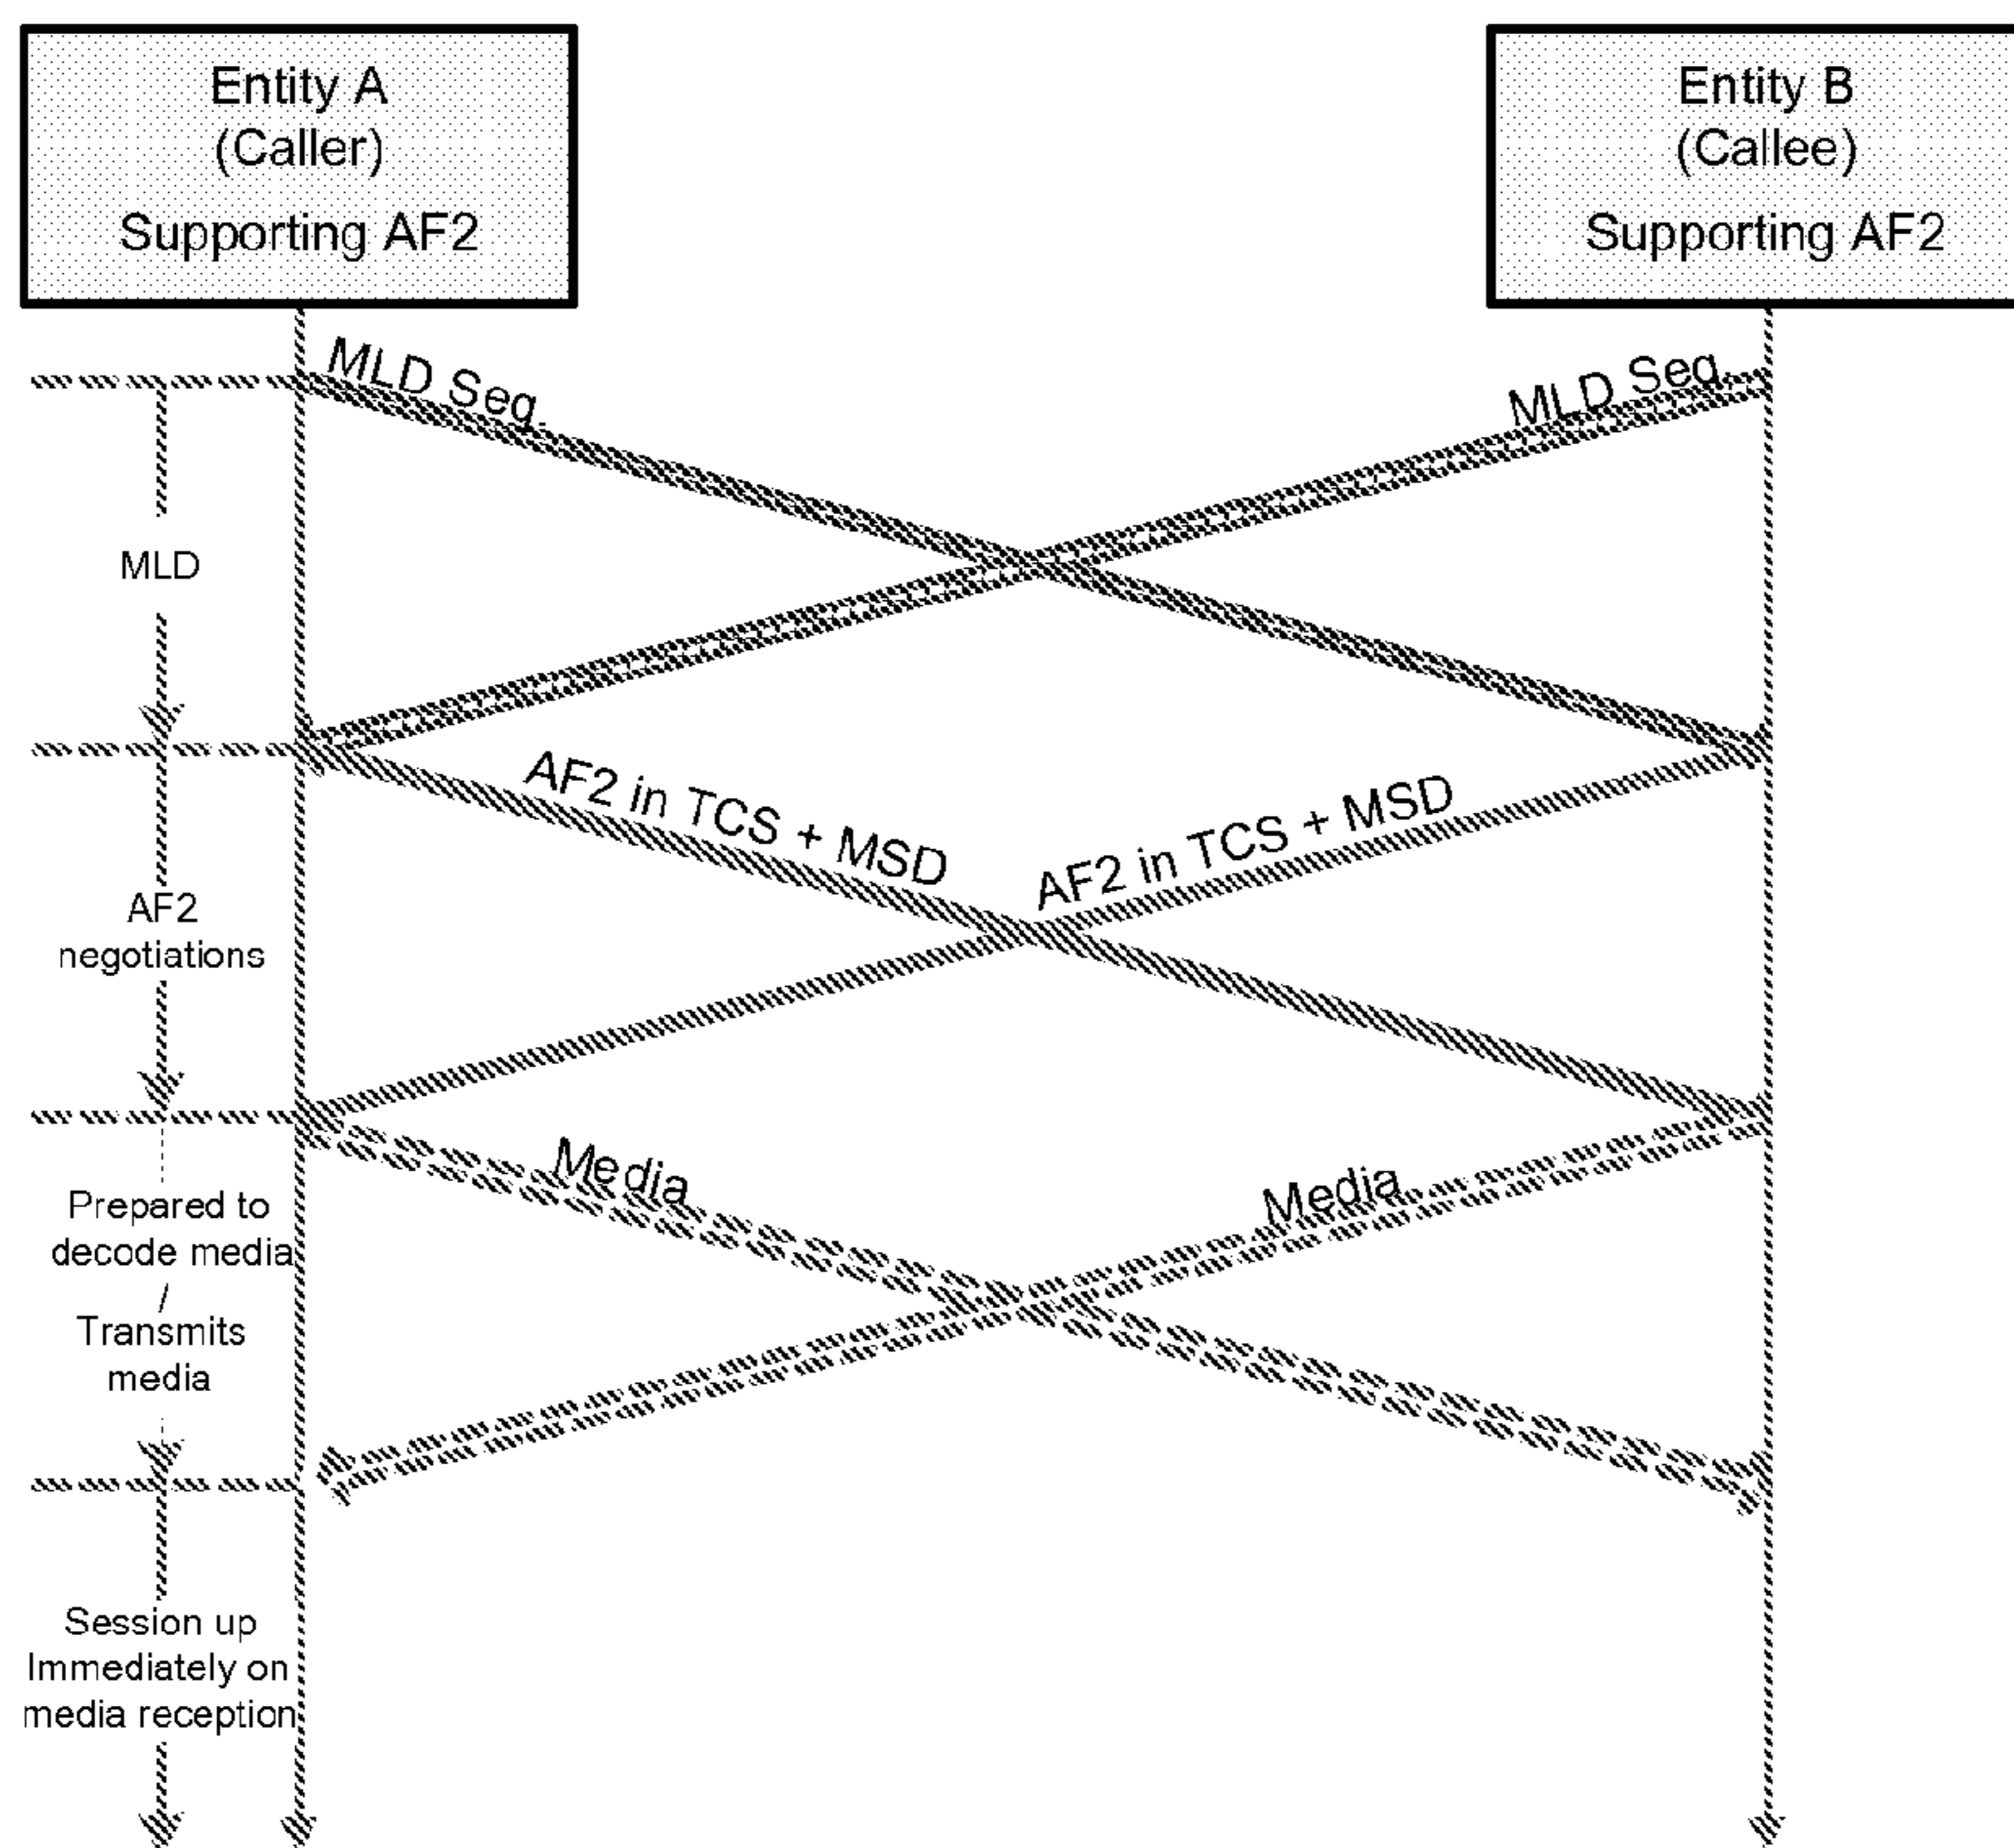 Entity A
(Caller)
Supporting AF2
Entity B
(Callee)
Supporting AF2
MLD Seq.
MLD Seq.
MLD
AF2 in TCS + MSD
AF2 in TCS + MSD
AF2
negotiations
Media
Media
Prepared to
decode media
/
Transmits
media
Session up
Immediately on
media reception